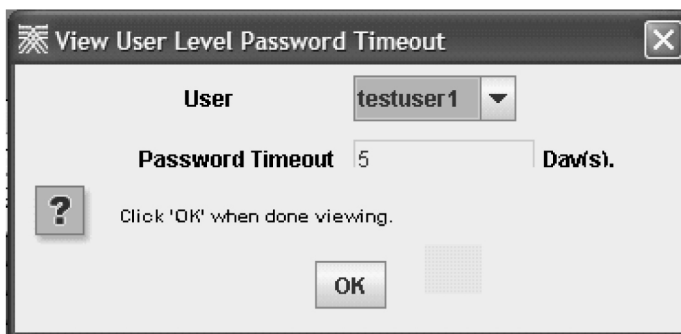 View User Level Password Timeout
User testuser1
Password Timeout 5 Day(s).
?
Click 'OK' when done viewing.
OK